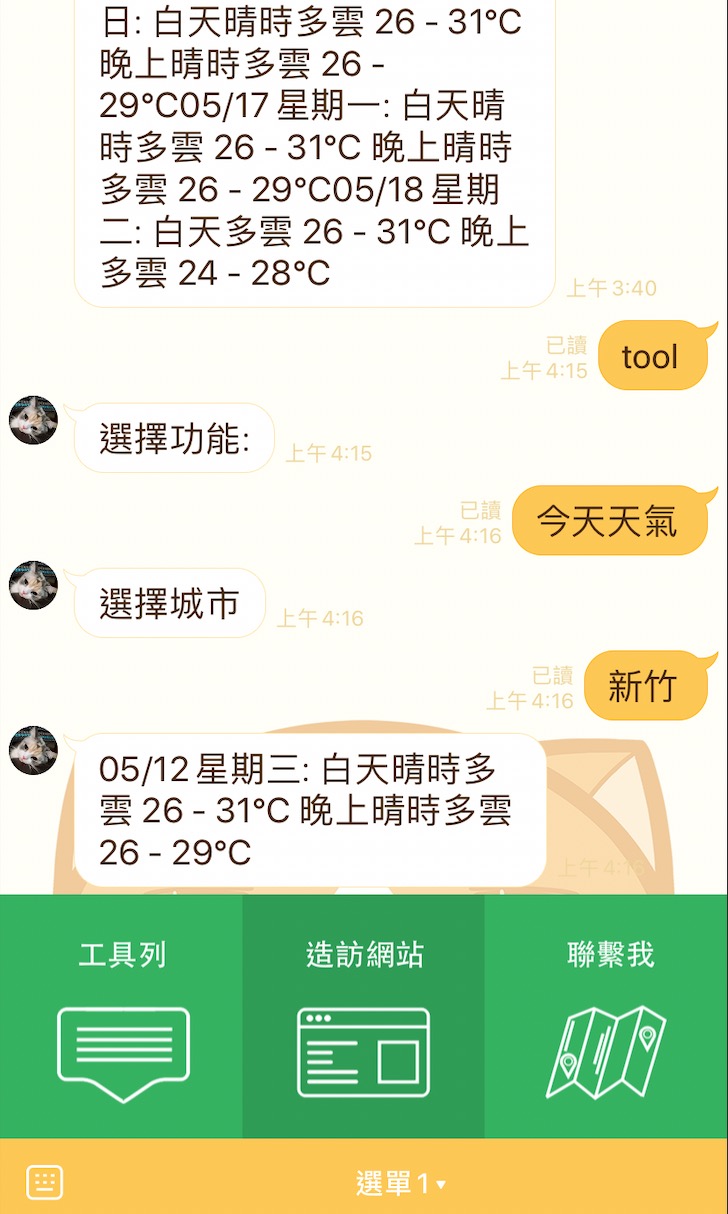 日: 白天晴時多雲 26 - 31°C
晚上晴時多雲 26 -
29°C05/17 星期一: 白天晴
時多雲 26 - 31°C 晚上晴時
多雲 26 - 29°C05/18 星期
二: 白天多雲 26 - 31°C 晚上
多雲 24 - 28°C
上午 3:40
已讀
上午 4:15
tool
選擇功能:
上午 4:15
已讀
上午 4:16
今天天氣
選擇城市
上午 4:16
已讀
上午 4:16
新竹
05/12 星期三: 白天晴時多
雲 26 - 31°C 晚上晴時多雲
26 - 29°C
上午 4:16
工具列
造訪網站
聯繫我
選單 1 ▾